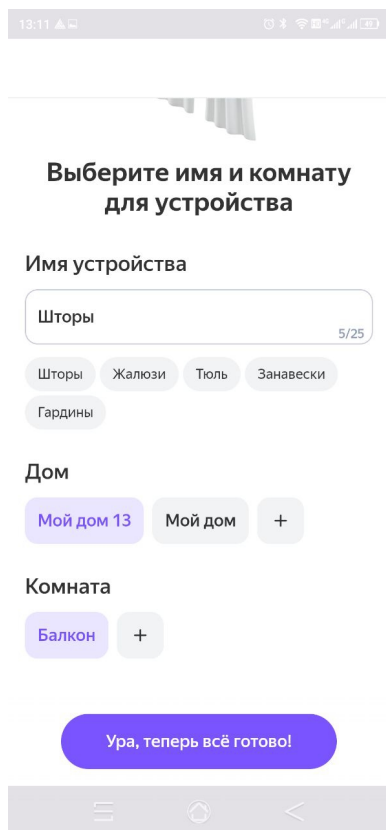 13:11
Выберите имя и комнату
для устройства
Имя устройства
Шторы
5/25
Шторы Жалюзи Тюль Занавески
Гардины
Дом
Мой дом 13 Мой дом +
Комната
Балкон +
Ура, теперь всё готово!